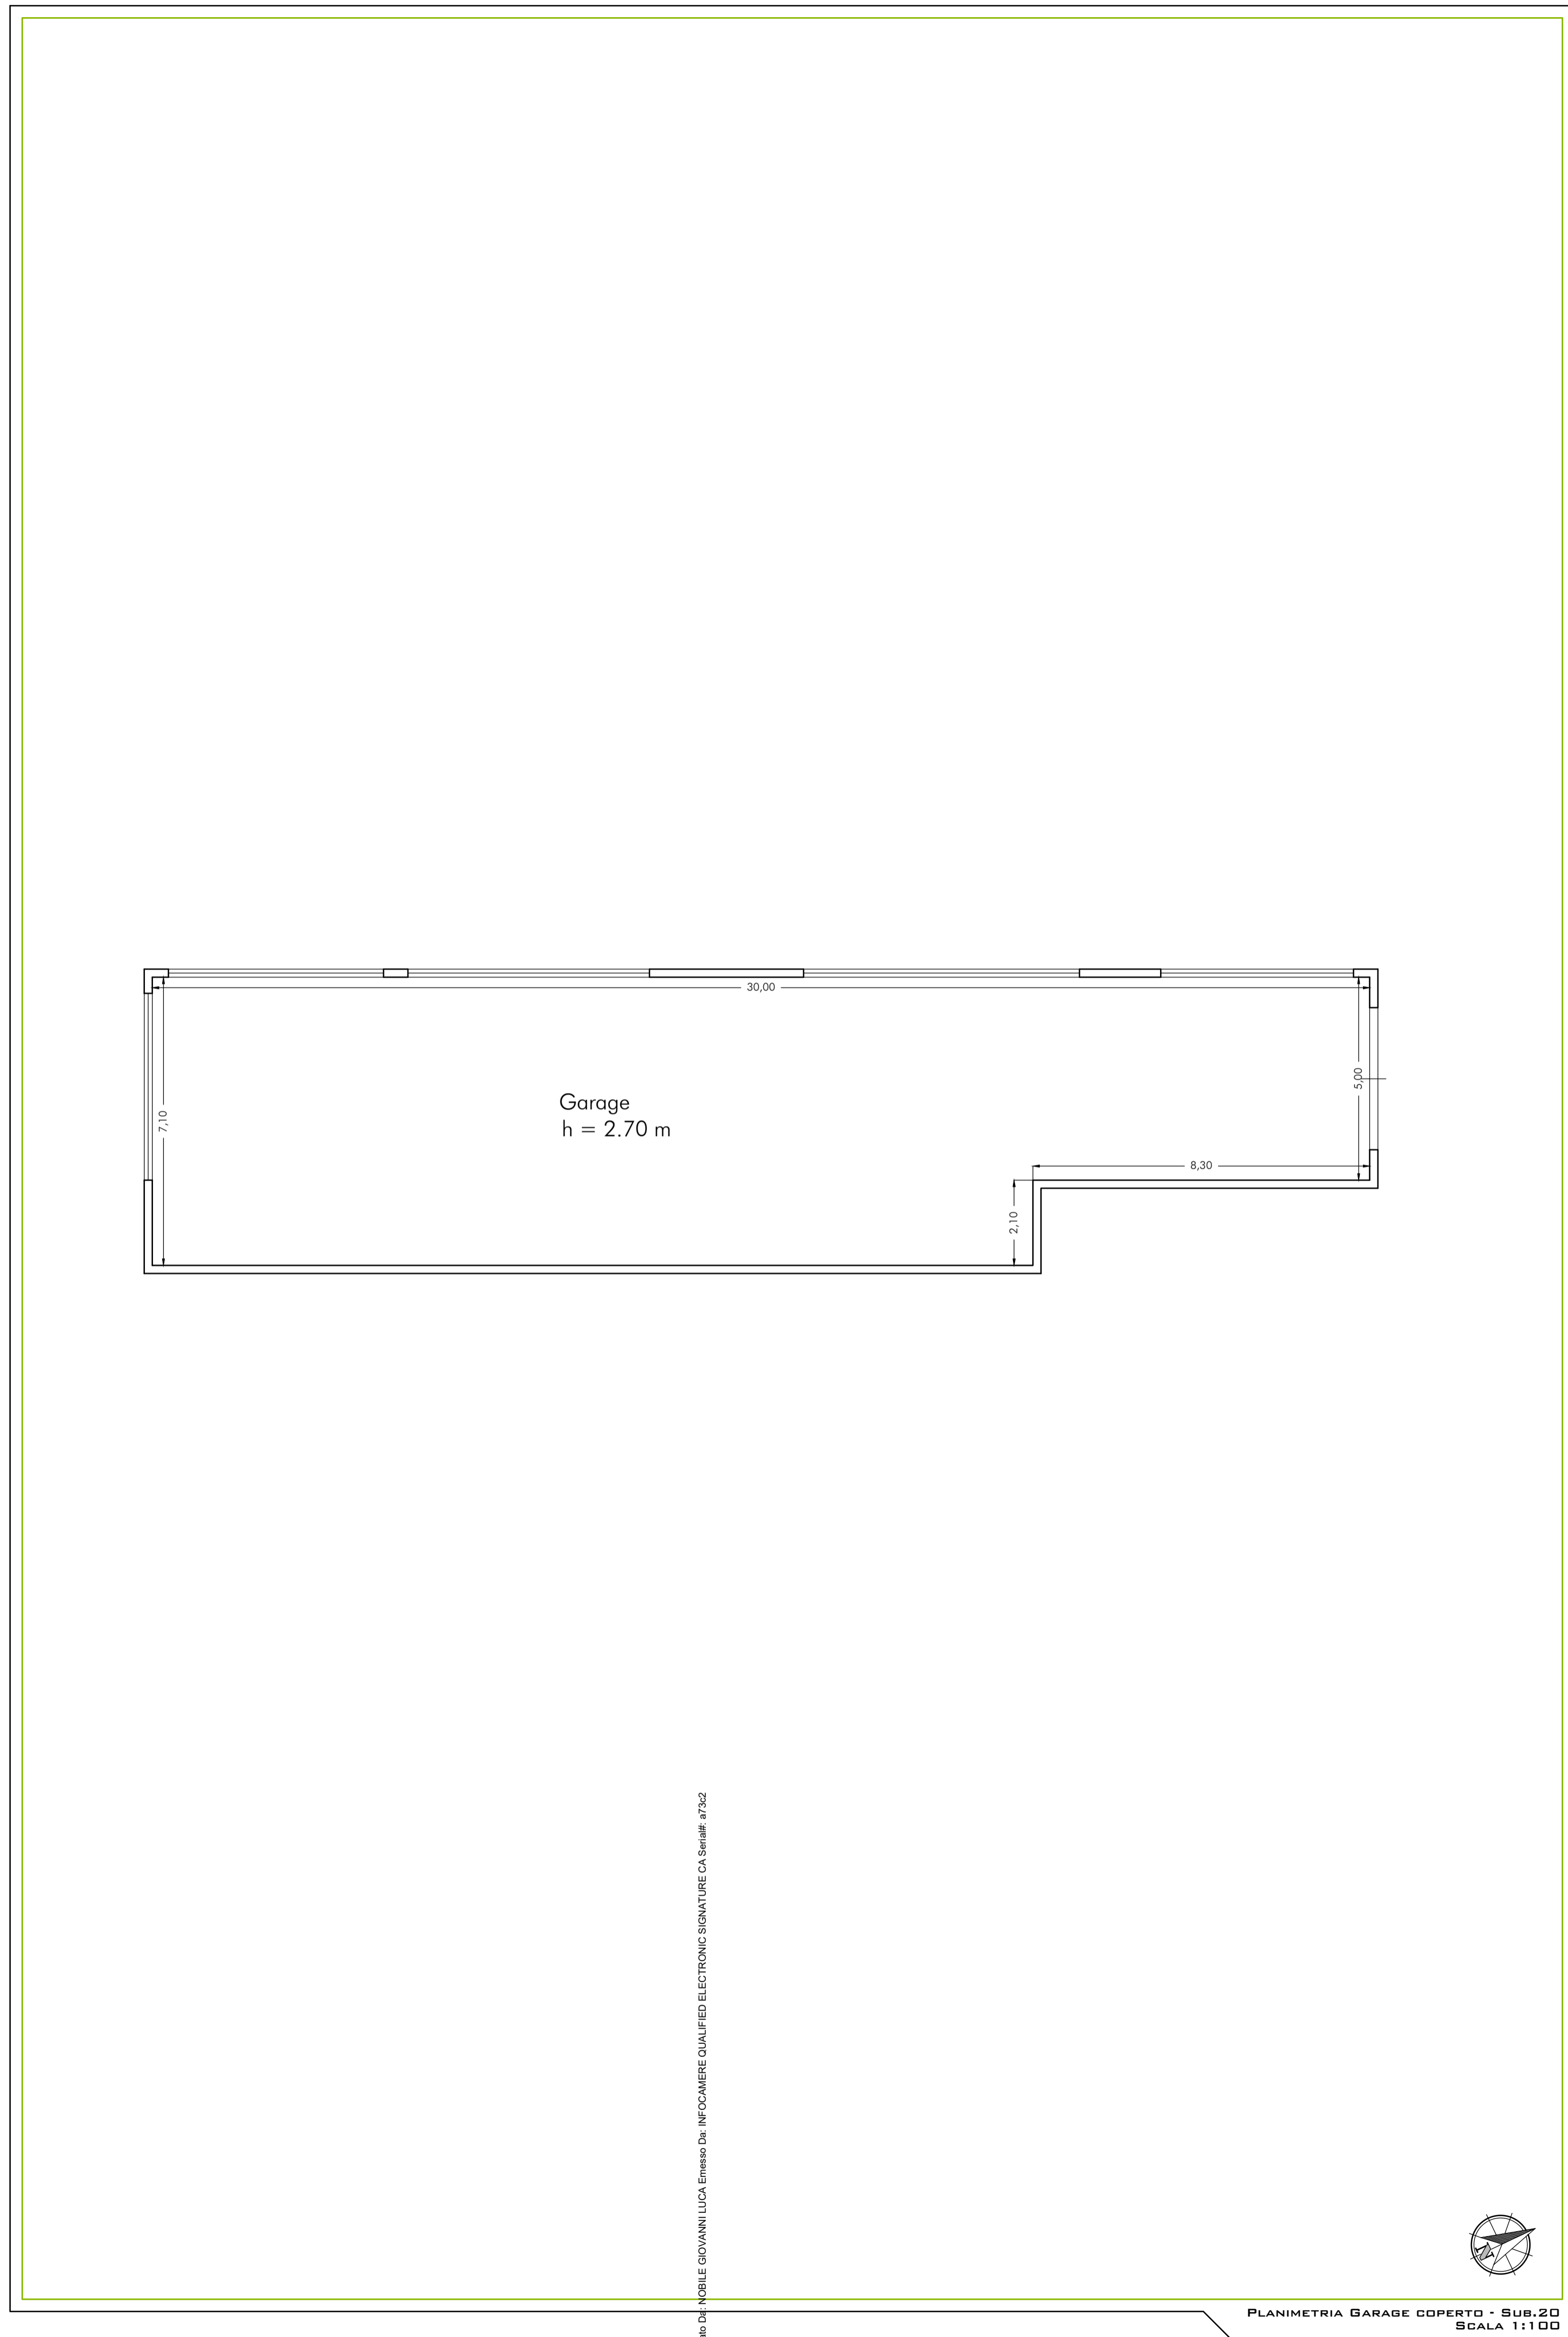 30,00
7,10
5,00
Garage
h = 2.70 m
8,30
2,10
Da: NOBILE GIOVANNI LUCA Emesso Da: INFOCAMERE QUALIFIED ELECTRONIC SIGNATURE CA Serial#: a73c2
N
Planimetria Garage coperto - Sub.20
Scala 1:100